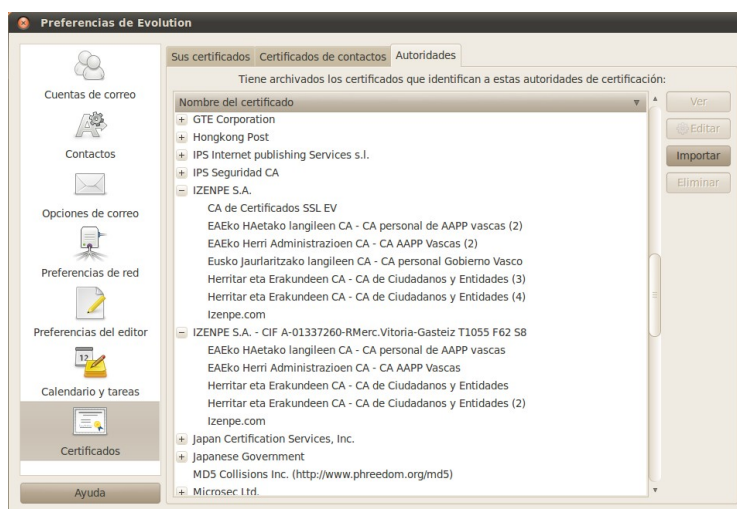 Preferencias de Evolution
Cuentas de correo
Contactos
Opciones de correo
Preferencias de red
Preferencias del editor
12
Calendario y tareas
Certificados
Ayuda
Sus certificados Certificados de contactos Autoridades
Tiene archivados los certificados que identifican a estas autoridades de certificación:
Nombre del certificado
GTE Corporation
Hongkong Post
IPS Internet publishing Services s.l.
IPS Seguridad CA
IZENPE S.A.
CA de Certificados SSL EV
EAEko HAetako langileen CA - CA personal de AAPP vascas (2)
EAEko Herri Administrazioen CA - CA AAPP Vascas (2)
Eusko Jaurlaritzako langileen CA - CA personal Gobierno Vasco
Herritar eta Erakundeen CA - CA de Ciudadanos y Entidades (3)
Herritar eta Erakundeen CA - CA de Ciudadanos y Entidades (4)
Izenpe.com
IZENPE S.A. - CIF A-01337260-RMerc.Vitoria-Gasteiz T1055 F62 S8
EAEko HAetako langileen CA - CA personal de AAPP vascas
EAEko Herri Administrazioen CA - CA AAPP Vascas
Herritar eta Erakundeen CA - CA de Ciudadanos y Entidades
Herritar eta Erakundeen CA - CA de Ciudadanos y Entidades (2)
Izenpe.com
Japan Certification Services, Inc.
Japanese Government
MD5 Collisions Inc. (http://www.phreedom.org/md5)
Microsec Ltd.
Ver
Editar
Importar
Eliminar